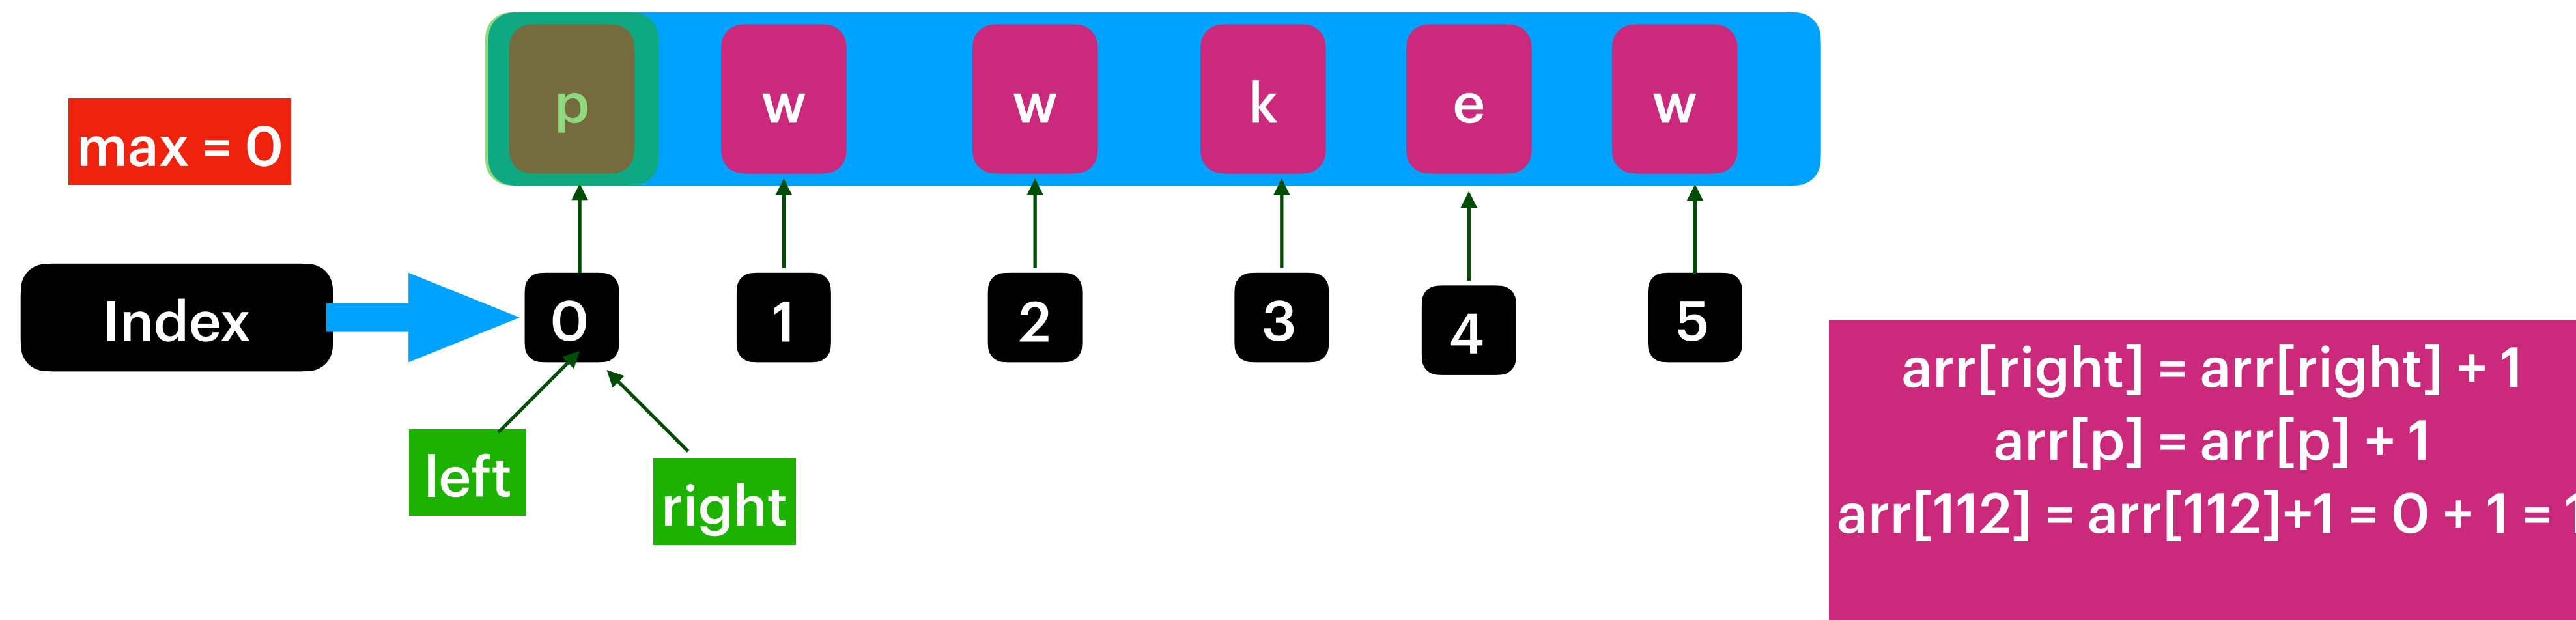 p w w k e w
max = 0
Index 0 1 2 3 4 5
left
right
arr[right] = arr[right] + 1
arr[p] = arr[p] + 1
arr[112] = arr[112]+1 = 0 + 1 = 1